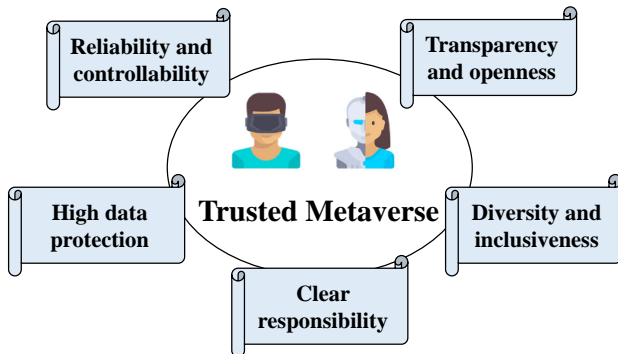 Reliability and
controllability
Transparency
and openness
High data
protection
Trusted Metaverse
Diversity and
inclusiveness
Clear
responsibility